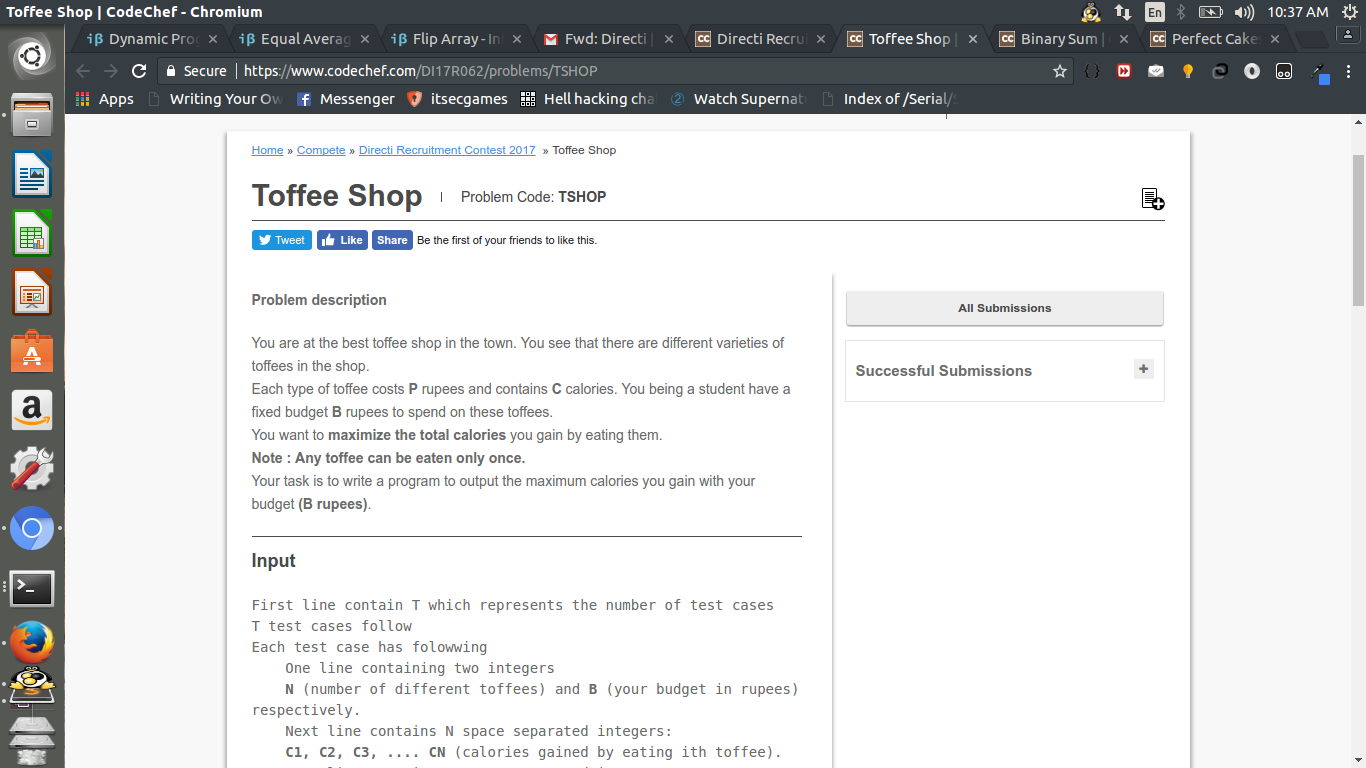 Toffee Shop | CodeChef - Chromium
En
10:37 AM
iβ Dynamic Prog
iβ Equal Averag
iβ Flip Array - In
Fwd: Directi |
CC Directi Recru
CC Toffee Shop |
CC Binary Sum |
CC Perfect Cake
Secure
https://www.codechef.com/DI17R062/problems/TSHOP
Apps
Writing Your Ow
Messenger
itsecgames
Hell hacking cha
Watch Supernat
Index of /Serial/S
Home » Compete » Directi Recruitment Contest 2017 » Toffee Shop
Toffee Shop
Problem Code: TSHOP
Tweet
Like
Share
Be the first of your friends to like this.
Problem description
You are at the best toffee shop in the town. You see that there are different varieties of
toffees in the shop.
Each type of toffee costs P rupees and contains C calories. You being a student have a
fixed budget B rupees to spend on these toffees.
You want to maximize the total calories you gain by eating them.
Note : Any toffee can be eaten only once.
Your task is to write a program to output the maximum calories you gain with your
budget (B rupees).
All Submissions
Successful Submissions
+
Input
First line contain T which represents the number of test cases
T test cases follow
Each test case has folowwing
One line containing two integers
N (number of different toffees) and B (your budget in rupees)
respectively.
Next line contains N space separated integers:
C1, C2, C3, .... CN (calories gained by eating ith toffee).